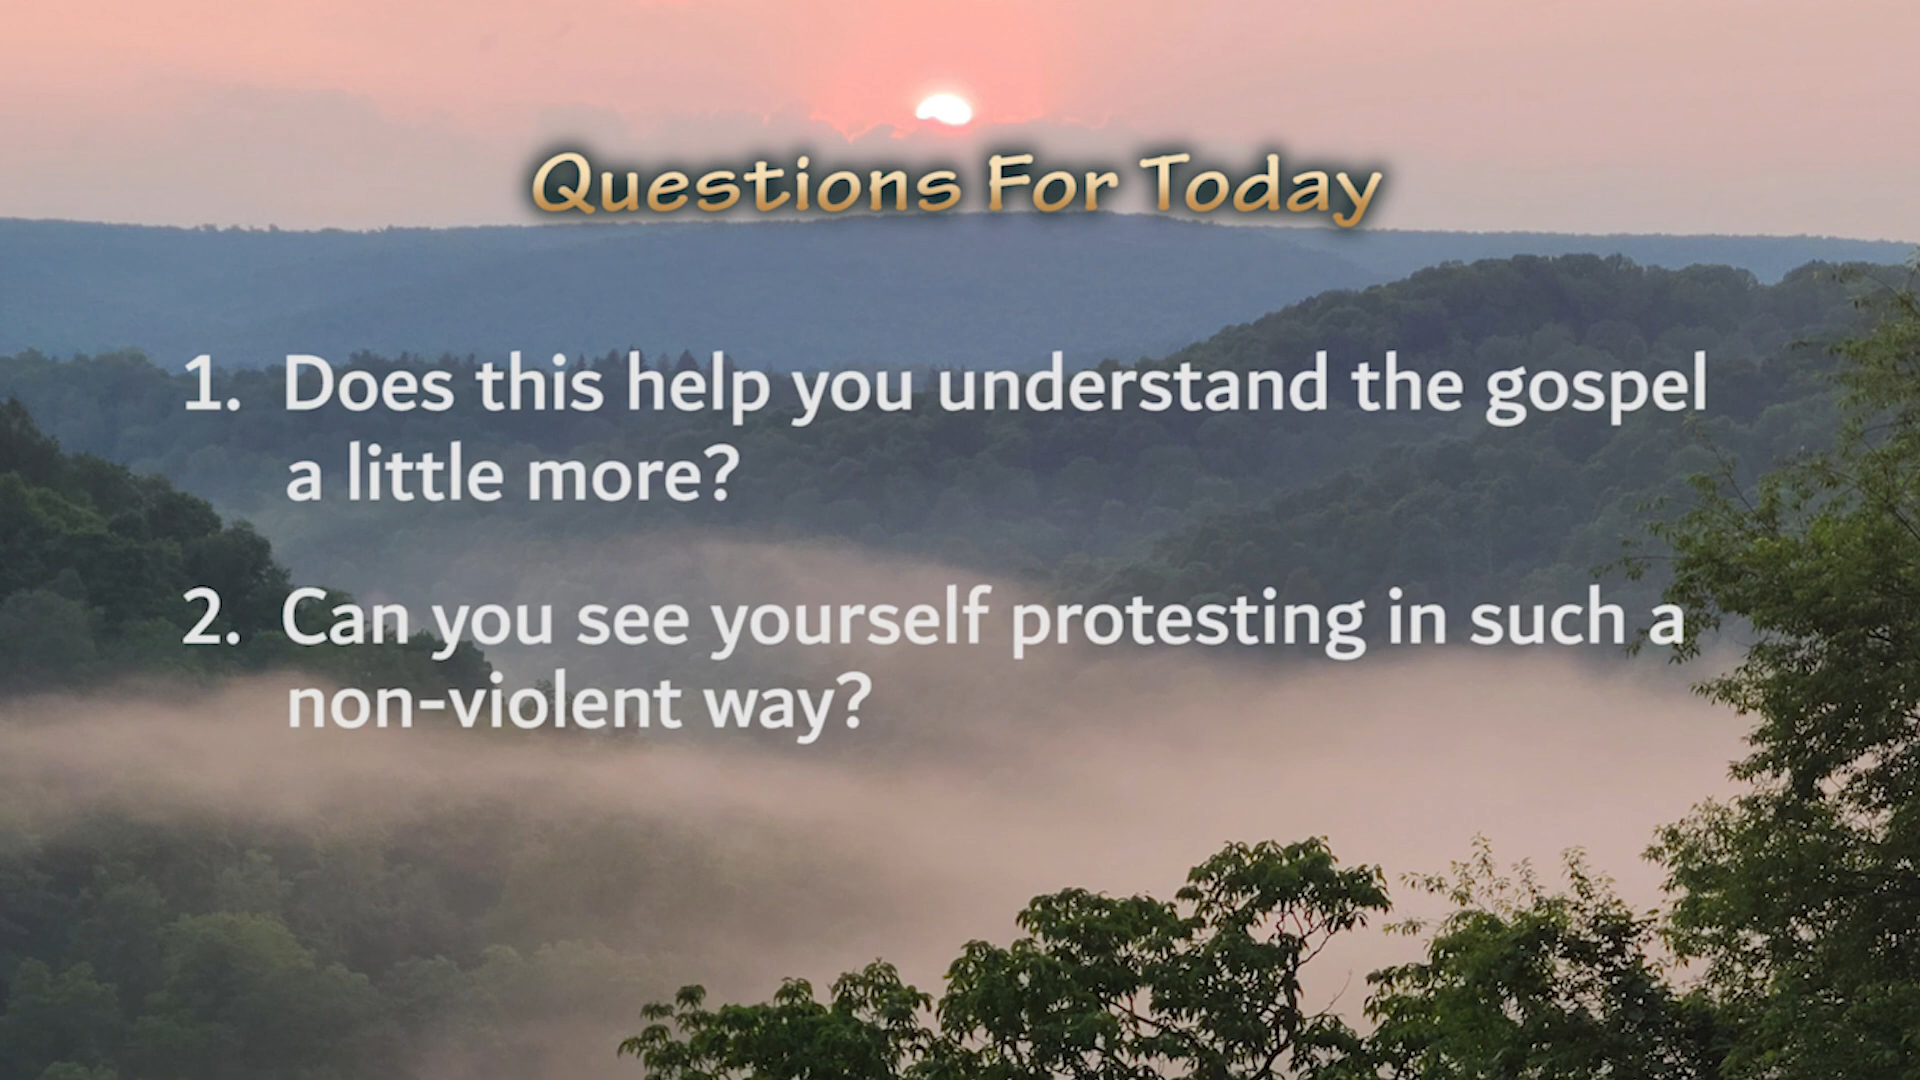 Questions For Today
1. Does this help you understand the gospel
a little more?
2. Can you see yourself protesting in such a
non-violent way?